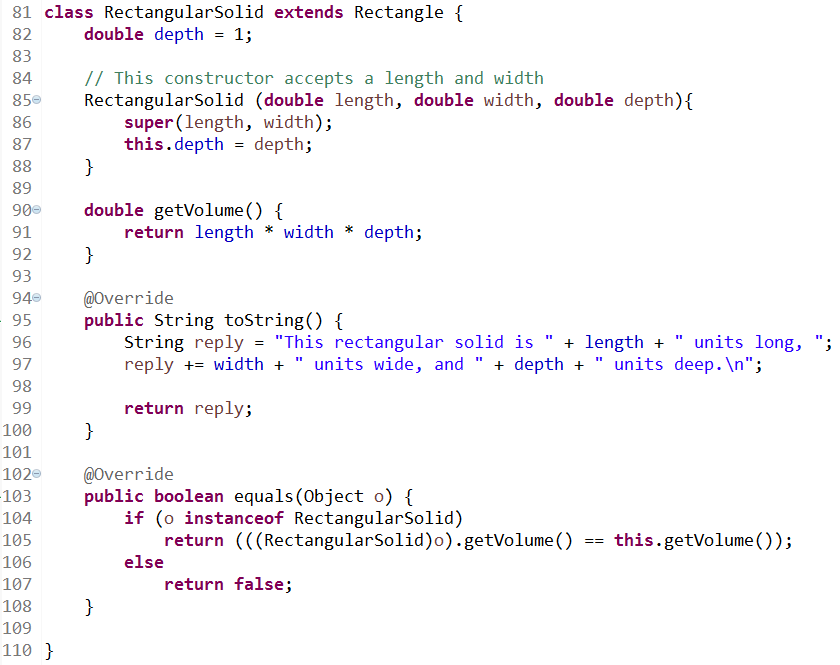 81 class RectangularSolid extends Rectangle {
82     double depth = 1;
83
84     // This constructor accepts a length and width
85     RectangularSolid (double length, double width, double depth){
86         super(length, width);
87         this.depth = depth;
88     }
89
90     double getVolume() {
91         return length * width * depth;
92     }
93
94     @Override
95     public String toString() {
96         String reply = "This rectangular solid is " + length + " units long, ";
97         reply += width + " units wide, and " + depth + " units deep.\n";
98
99         return reply;
100     }
101
102     @Override
103     public boolean equals(Object o) {
104         if (o instanceof RectangularSolid)
105             return (((RectangularSolid)o).getVolume() == this.getVolume());
106         else
107             return false;
108     }
109
110 }